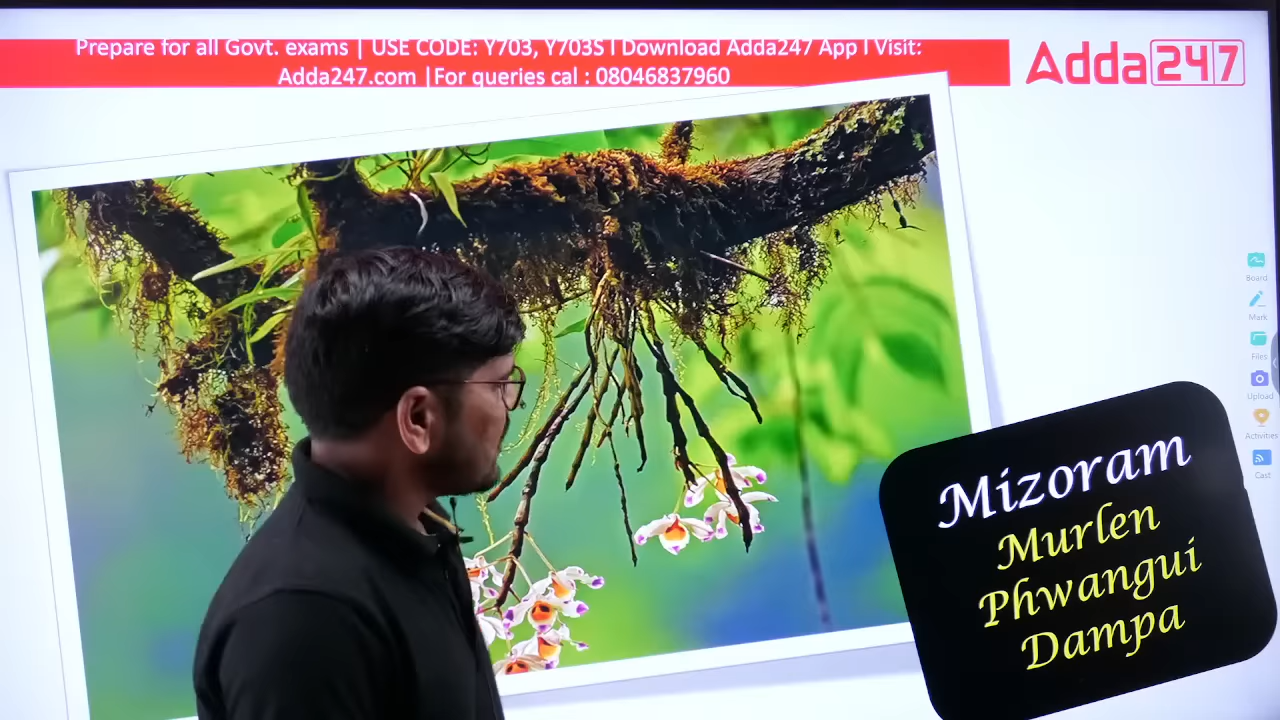 Prepare for all Govt. exams | USE CODE: Y703, Y703S I Download Adda247 App I Visit:
Adda247.com |For queries cal : 08046837960
Adda247
Mizoram
Murlen
Phwangui
Dampa
Board
Mark
Files
Upload
Activities
Cast